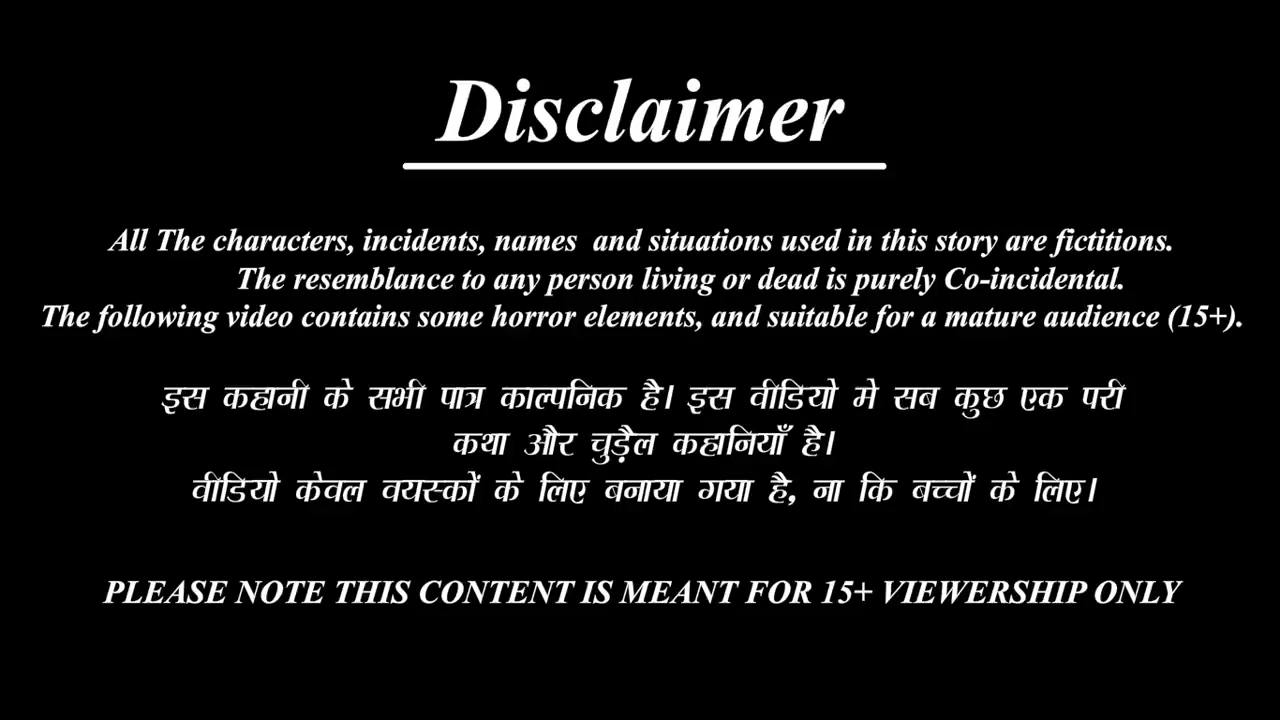 Disclaimer
All The characters, incidents, names and situations used in this story are fictitions.
The resemblance to any person living or dead is purely Co-incidental.
The following video contains some horror elements, and suitable for a mature audience (15+).
इस कहानी के सभी पात्र काल्पनिक है। इस वीडियो मे सब कुछ एक परी
कथा और चुड़ैल कहानियाँ है।
वीडियो केवल वयस्कों के लिए बनाया गया है, ना कि बच्चों के लिए।
PLEASE NOTE THIS CONTENT IS MEANT FOR 15+ VIEWERSHIP ONLY